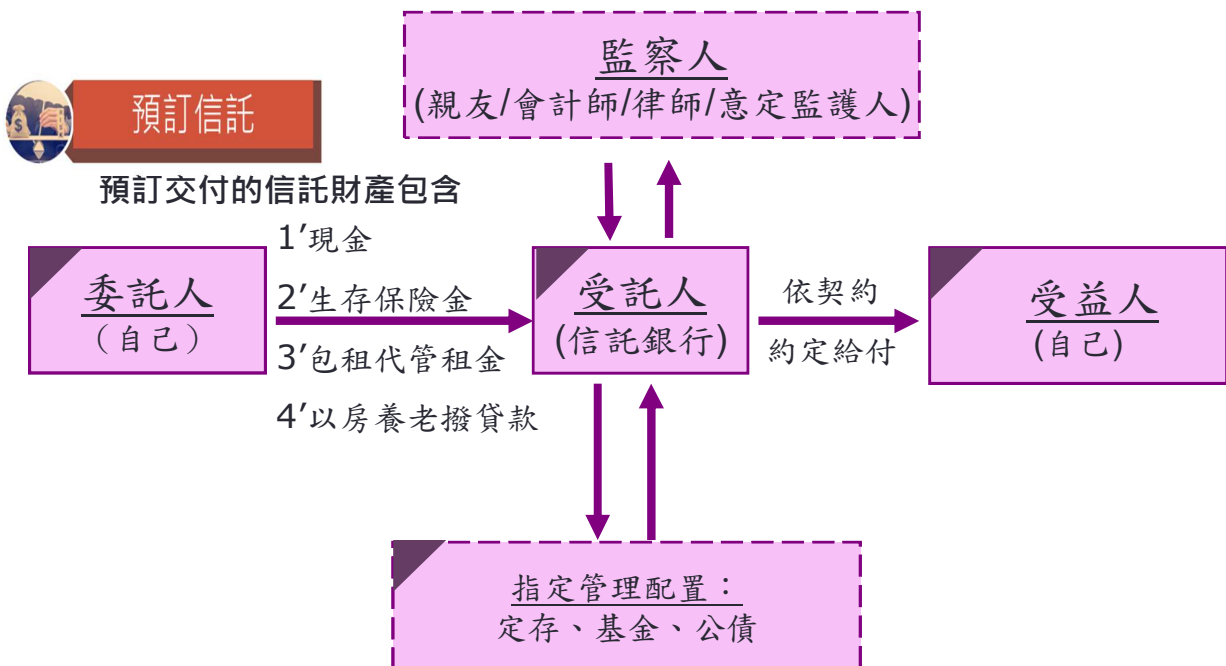 監察人
(親友/會計師/律師/意定監護人)
預訂信託
預訂交付的信託財產包含
1′現金
2′生存保險金
3′包租代管租金
4′以房養老撥貸款
委託人
（自己）
受託人
(信託銀行)
依契約
約定給付
受益人
(自己)
指定管理配置：
定存、基金、公債